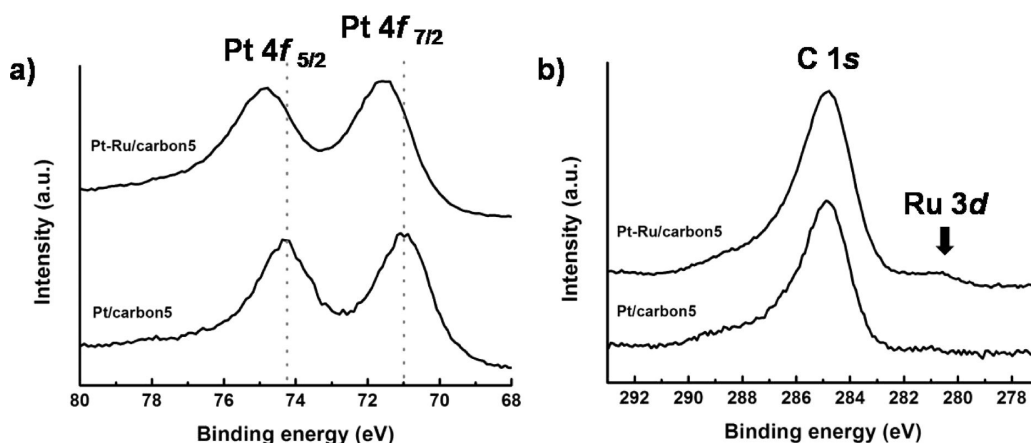 a)
Pt 4f 5/2
Pt 4f 7/2
Pt-Ru/carbon5
Pt/carbon5
Intensity (a.u.)
80 78 76 74 72 70 68
Binding energy (eV)
b)
C 1s
Ru 3d
Pt-Ru/carbon5
Pt/carbon5
Intensity (a.u.)
292 290 288 286 284 282 280 278
Binding energy (eV)